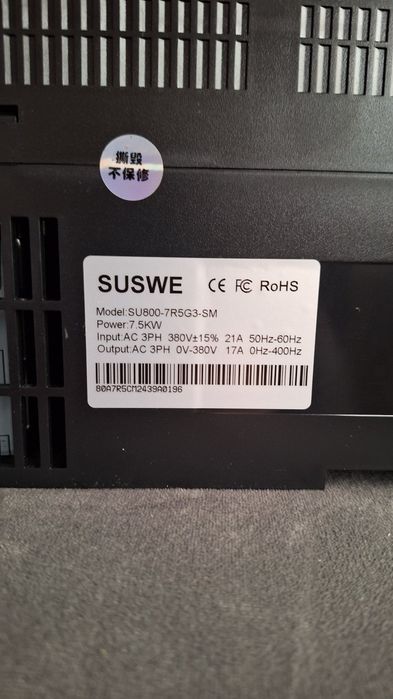 撕毁
不保修
SUSWE CE FC RoHS
Model:SU800-7R5G3-SM
Power:7.5KW
Input:AC 3PH 380V±15% 21A 50Hz-60Hz
Output:AC 3PH 0V-380V 17A 0Hz-400Hz
80A7R5CM2439A0196